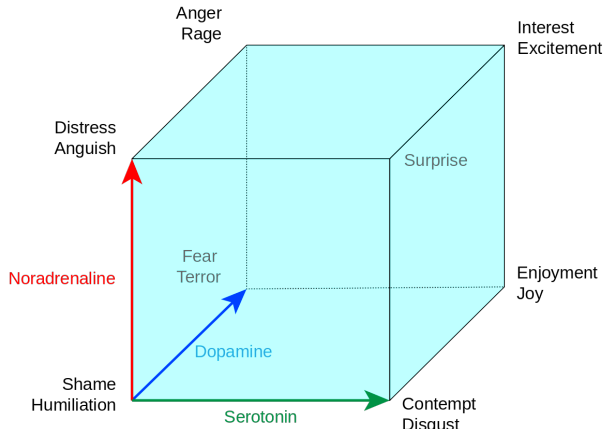 Anger
Rage
Interest
Excitement
Distress
Anguish
Surprise
Fear
Terror
Noradrenaline
Enjoyment
Joy
Dopamine
Shame
Humiliation
Contempt
Disgust
Serotonin